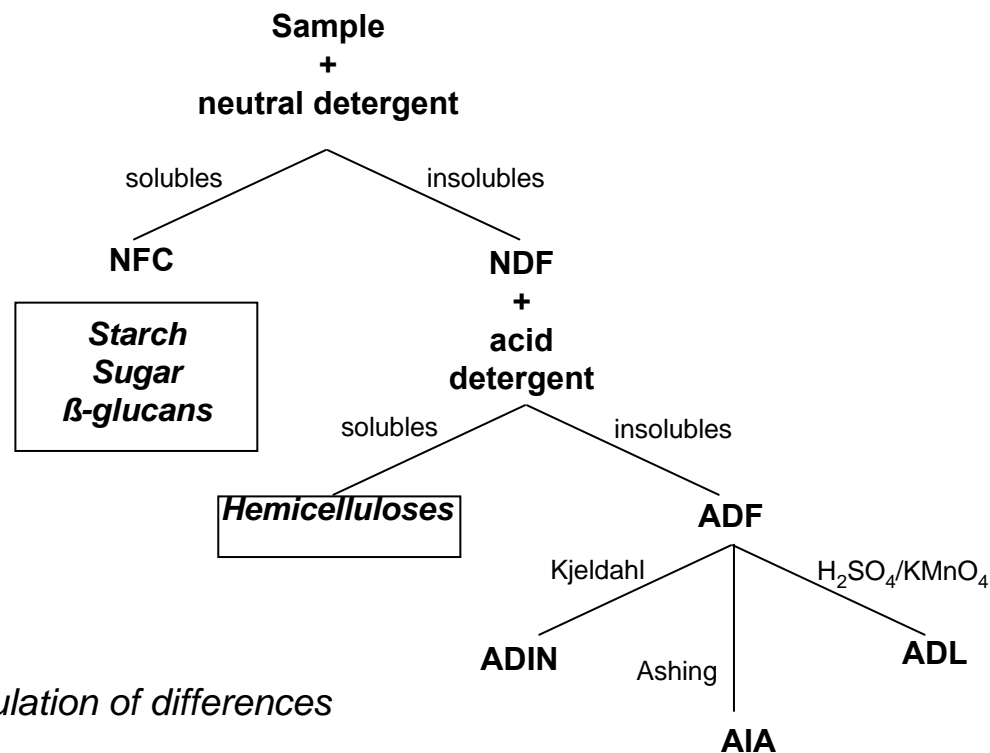 Sample
+
neutral detergent
solubles
insolubles
NFC
NDF
Starch
Sugar
ß-glucans
+
acid
detergent
solubles
insolubles
Hemicelluloses
ADF
Kjeldahl
H₂SO₄/KMnO₄
ADIN
Ashing
ADL
of differences
AIA